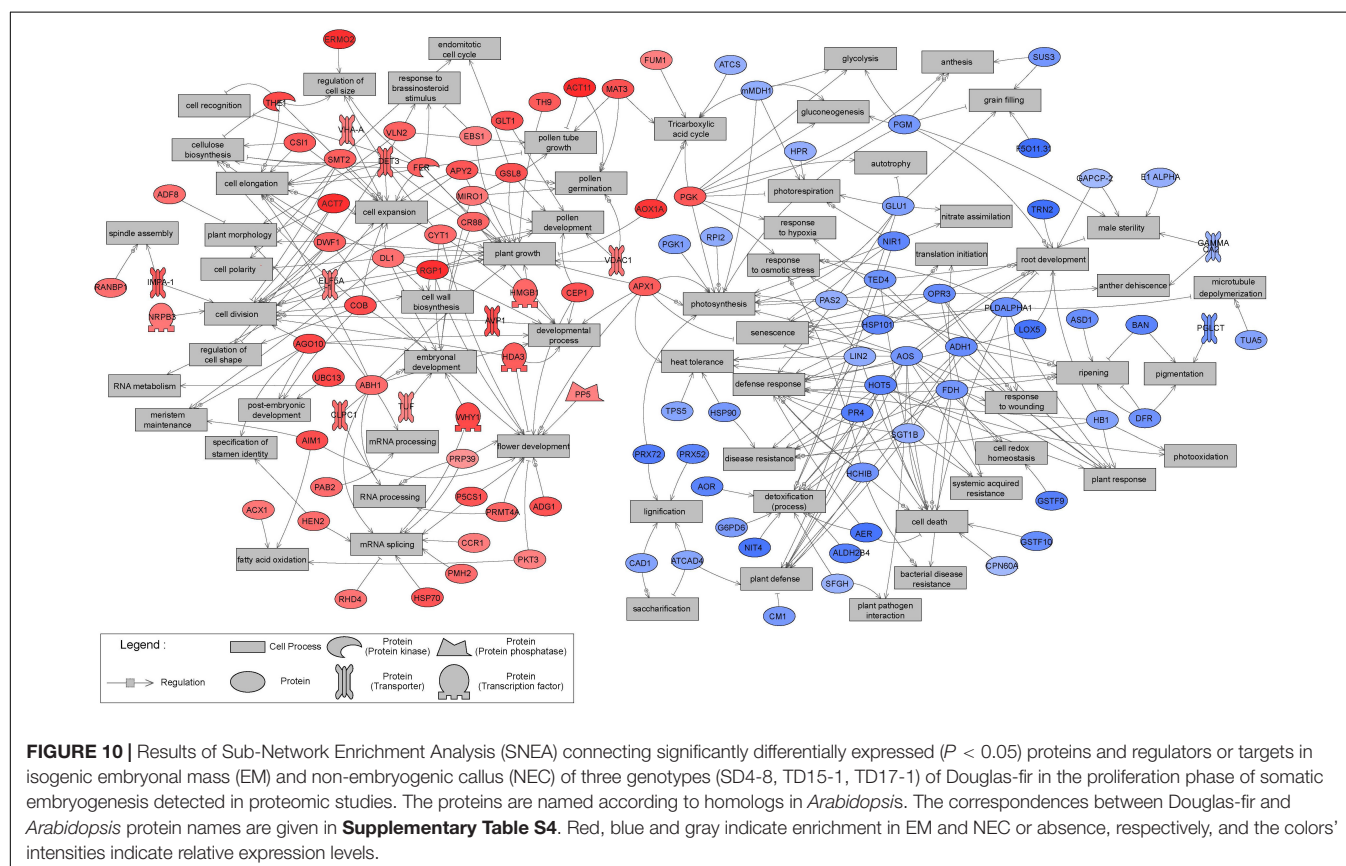 ERMO2
endomitotic
cell cycle
regulation of
cell size
response to
brassinosteroid
stimulus
cell recognition
THE1
TH9
ACT11
MAT3
FUM1
ATCS
glycolysis
anthesis
SUS3
mMDH1
gluconeogenesis
grain filling
VHA-A
VLN2
GLT1
EBS1
pollen tube
growth
Tricarboxylic
acid cycle
PGM
cellulose
biosynthesis
CSI1
SMT2
DET3
FER
APY2
GSL8
pollen
germination
HPR
autotrophy
F5O11.31
cell elongation
MIRO1
AOX1A
PGK
photorespiration
GLU1
GAPCP-2
E1 ALPHA
ADF8
ACT7
cell expansion
CR88
pollen
development
response
to hypoxia
nitrate assimilation
TRN2
male sterility
spindle assembly
plant morphology
DWF1
CYT1
PGK1
RPI2
NIR1
GAMMA
CA2
DL1
plant growth
VDAC1
response
to osmotic stress
translation initiation
root development
cell polarity
RANBP1
IMPA-1
ELF5A
RGP1
HMGB1
CEP1
APX1
TED4
OPR3
anther dehiscence
microtubule
depolymerization
NRPB3
COB
cell wall
biosynthesis
photosynthesis
PAS2
PLDALPHA1
cell division
AVP1
developmental
process
senescence
HSP101
LOX5
ASD1
BAN
PGLCT
TUA5
regulation of
cell shape
AGO10
embryonal
development
HDA3
heat tolerance
LIN2
AOS
ADH1
RNA metabolism
UBC13
ABH1
PP5
defense response
HOT5
FDH
ripening
pigmentation
meristem
maintenance
post-embryonic
development
CLPC1
TUF
WHY1
TPS5
HSP90
PR4
response
to wounding
HB1
DFR
specification of
stamen identity
AIM1
mRNA processing
flower development
SGT1B
PRX72
PRX52
disease resistance
cell redox
homeostasis
photooxidation
PRP39
HCHIB
systemic acquired
resistance
plant response
PAB2
RNA processing
P5CS1
ADG1
AOR
detoxification
(process)
GSTF9
ACX1
HEN2
PRMT4A
lignification
G6PD6
AER
cell death
fatty acid oxidation
mRNA splicing
CCR1
NIT4
ALDH2B4
GSTF10
PKT3
CAD1
ATCAD4
CPN60A
PMH2
plant defense
SFGH
bacterial disease
resistance
RHD4
HSP70
saccharification
CM1
plant pathogen
interaction
Legend :
Cell Process
Protein
(Protein kinase)
Protein
(Protein phosphatase)
Regulation
Protein
Protein
(Transporter)
Protein
(Transcription factor)
FIGURE 10 | Results of Sub-Network Enrichment Analysis (SNEA) connecting significantly differentially expressed (P < 0.05) proteins and regulators or targets in
isogenic embryonal mass (EM) and non-embryogenic callus (NEC) of three genotypes (SD4-8, TD15-1, TD17-1) of Douglas-fir in the proliferation phase of somatic
embryogenesis detected in proteomic studies. The proteins are named according to homologs in Arabidopsis. The correspondences between Douglas-fir and
Arabidopsis protein names are given in Supplementary Table S4. Red, blue and gray indicate enrichment in EM and NEC or absence, respectively, and the colors'
intensities indicate relative expression levels.